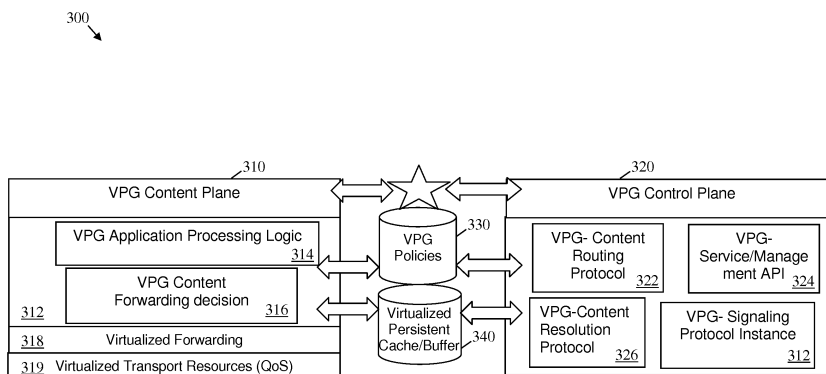 300
310
320
VPG Content Plane
VPG Control Plane
VPG Application Processing Logic
314
VPG Content
Forwarding decision
316
312
318
Virtualized Forwarding
319
Virtualized Transport Resources (QoS)
VPG
Policies
330
Virtualized
Persistent
Cache/Buffer
340
VPG- Content
Routing
Protocol
322
VPG-
Service/Manage
ment API
324
VPG-Content
Resolution
Protocol
326
VPG- Signaling
Protocol Instance
312